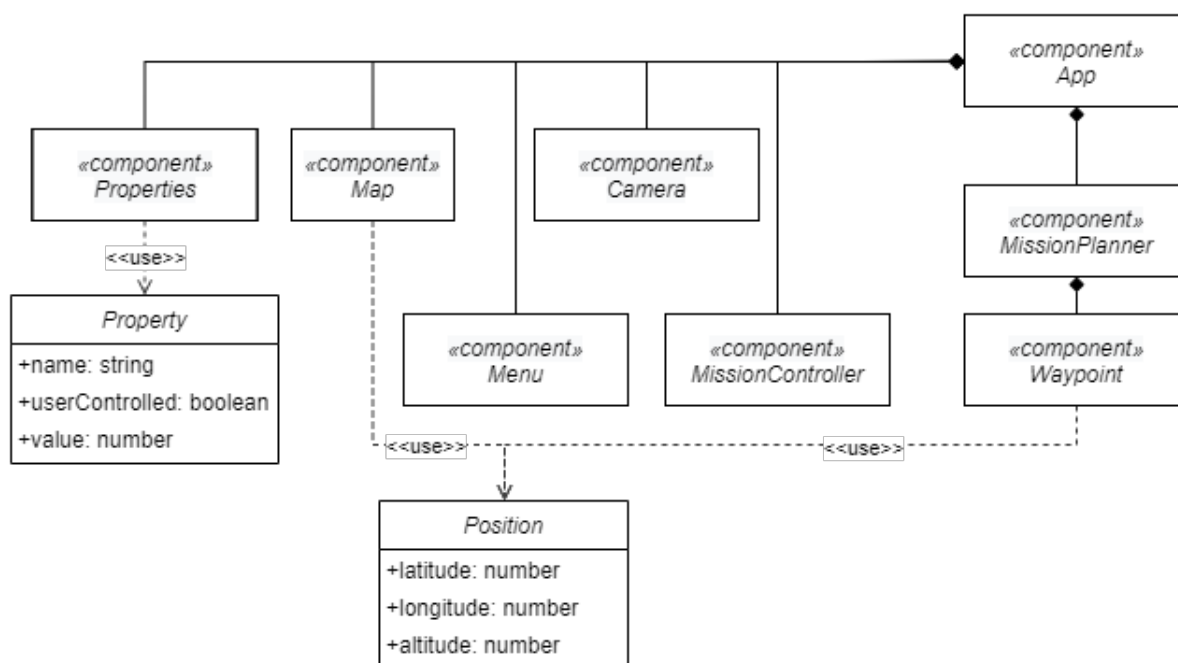 «component»
App
«component»
Properties
«component»
Map
«component»
Camera
«component»
MissionPlanner
<<use>>
Property
+name: string
+userControlled: boolean
+value: number
«component»
Menu
«component»
MissionController
«component»
Waypoint
<<use>>
<<use>>
Position
+latitude: number
+longitude: number
+altitude: number